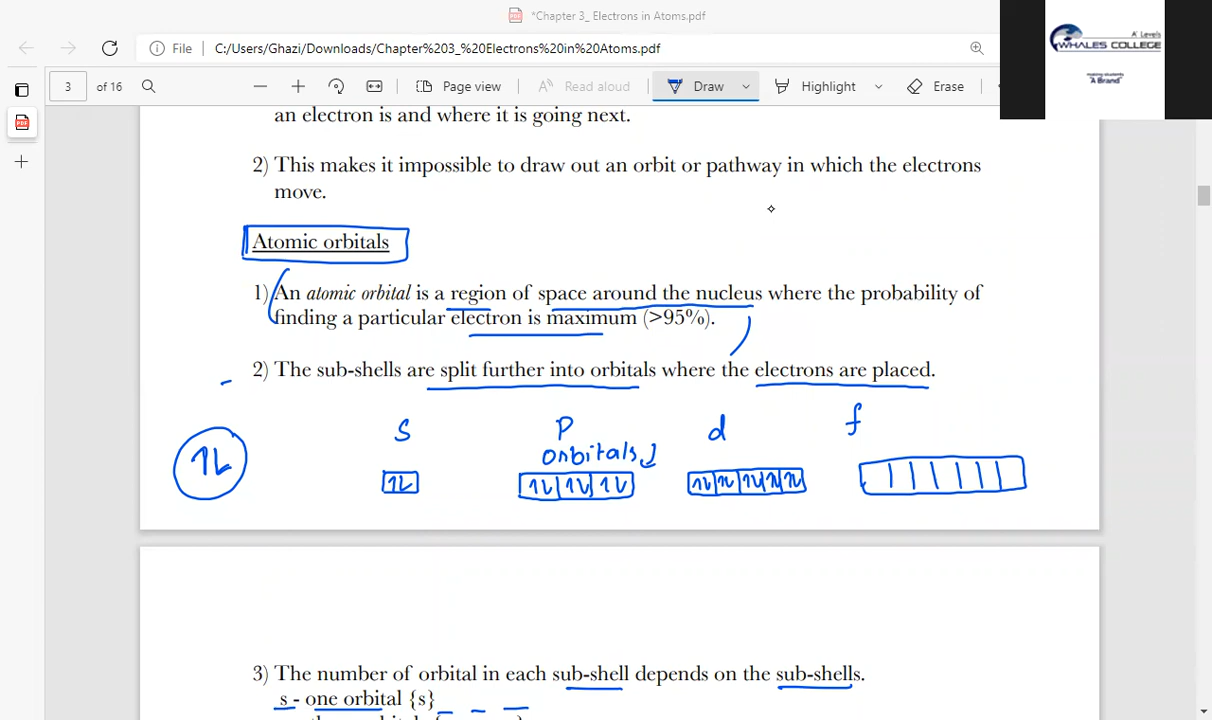 *Chapter 3_ Electrons in Atoms.pdf
File C:/Users/Ghazi/Downloads/Chapter%203_%20Electrons%20in%20Atoms.pdf
A' Levels
WHALES COLLEGE
making students
"A Brand"
3 of 16 Page view Read aloud Draw Highlight Erase
an electron is and where it is going next.
2) This makes it impossible to draw out an orbit or pathway in which the electrons
move.
Atomic orbitals
1) An atomic orbital is a region of space around the nucleus where the probability of
finding a particular electron is maximum (>95%).
2) The sub-shells are split further into orbitals where the electrons are placed.
s p d f
orbitals
3) The number of orbital in each sub-shell depends on the sub-shells.
s - one orbital {s}